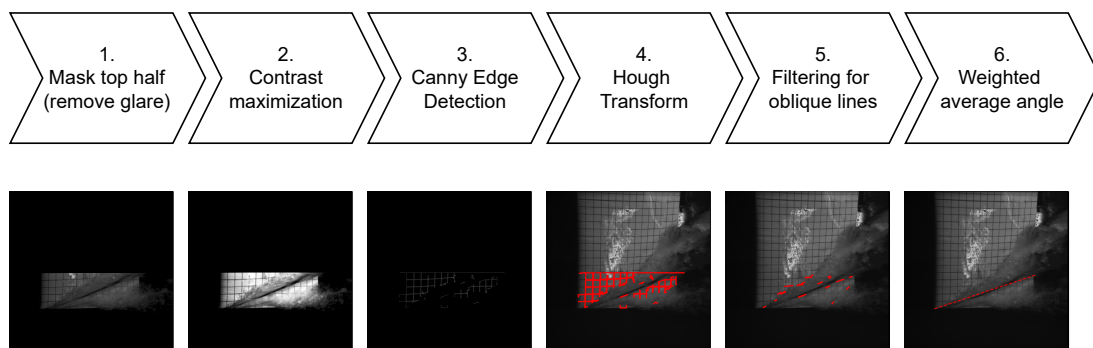 1.
Mask top half
(remove glare)
2.
Contrast
maximization
3.
Canny Edge
Detection
4.
Hough
Transform
5.
Filtering for
oblique lines
6.
Weighted
average angle